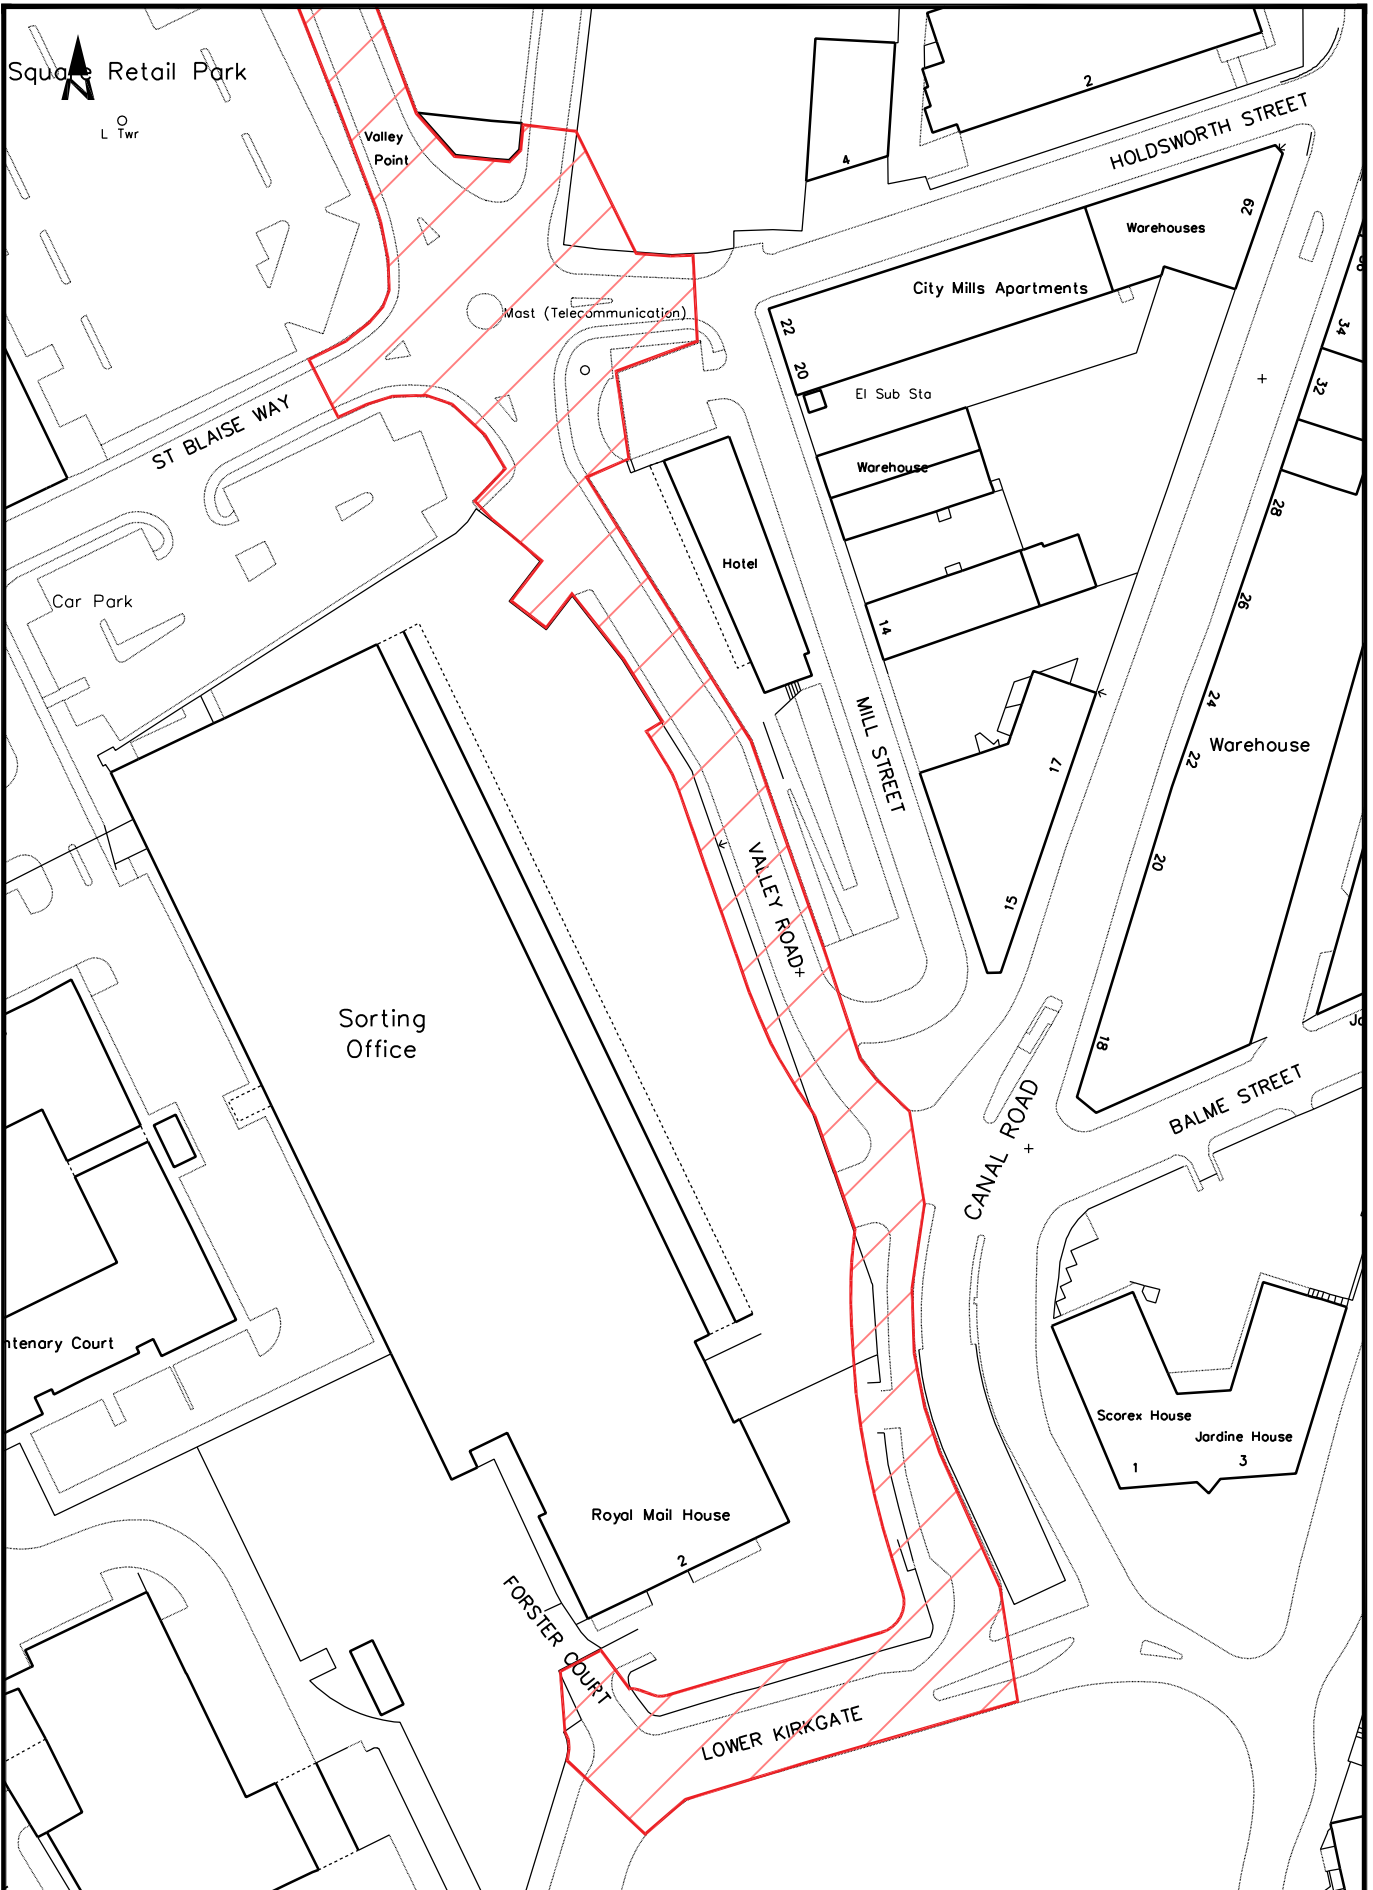 Square Retail Park
N
L Twr
Valley
Point
2
4
HOLDSWORTH STREET
62
Warehouses
City Mills Apartments
Mast (Telecommunication)
22
20
34
32
El Sub Sta
ST BLAISE WAY
Warehouse
28
Hotel
Car Park
26
14
24
MILL STREET
Warehouse
22
17
VALLEY ROAD
20
15
Sorting
Office
18
CANAL ROAD
BALME STREET
ntenary Court
Scorex House
Jardine House
1
3
Royal Mail House
2
FORSTER COURT
LOWER KIRKGATE